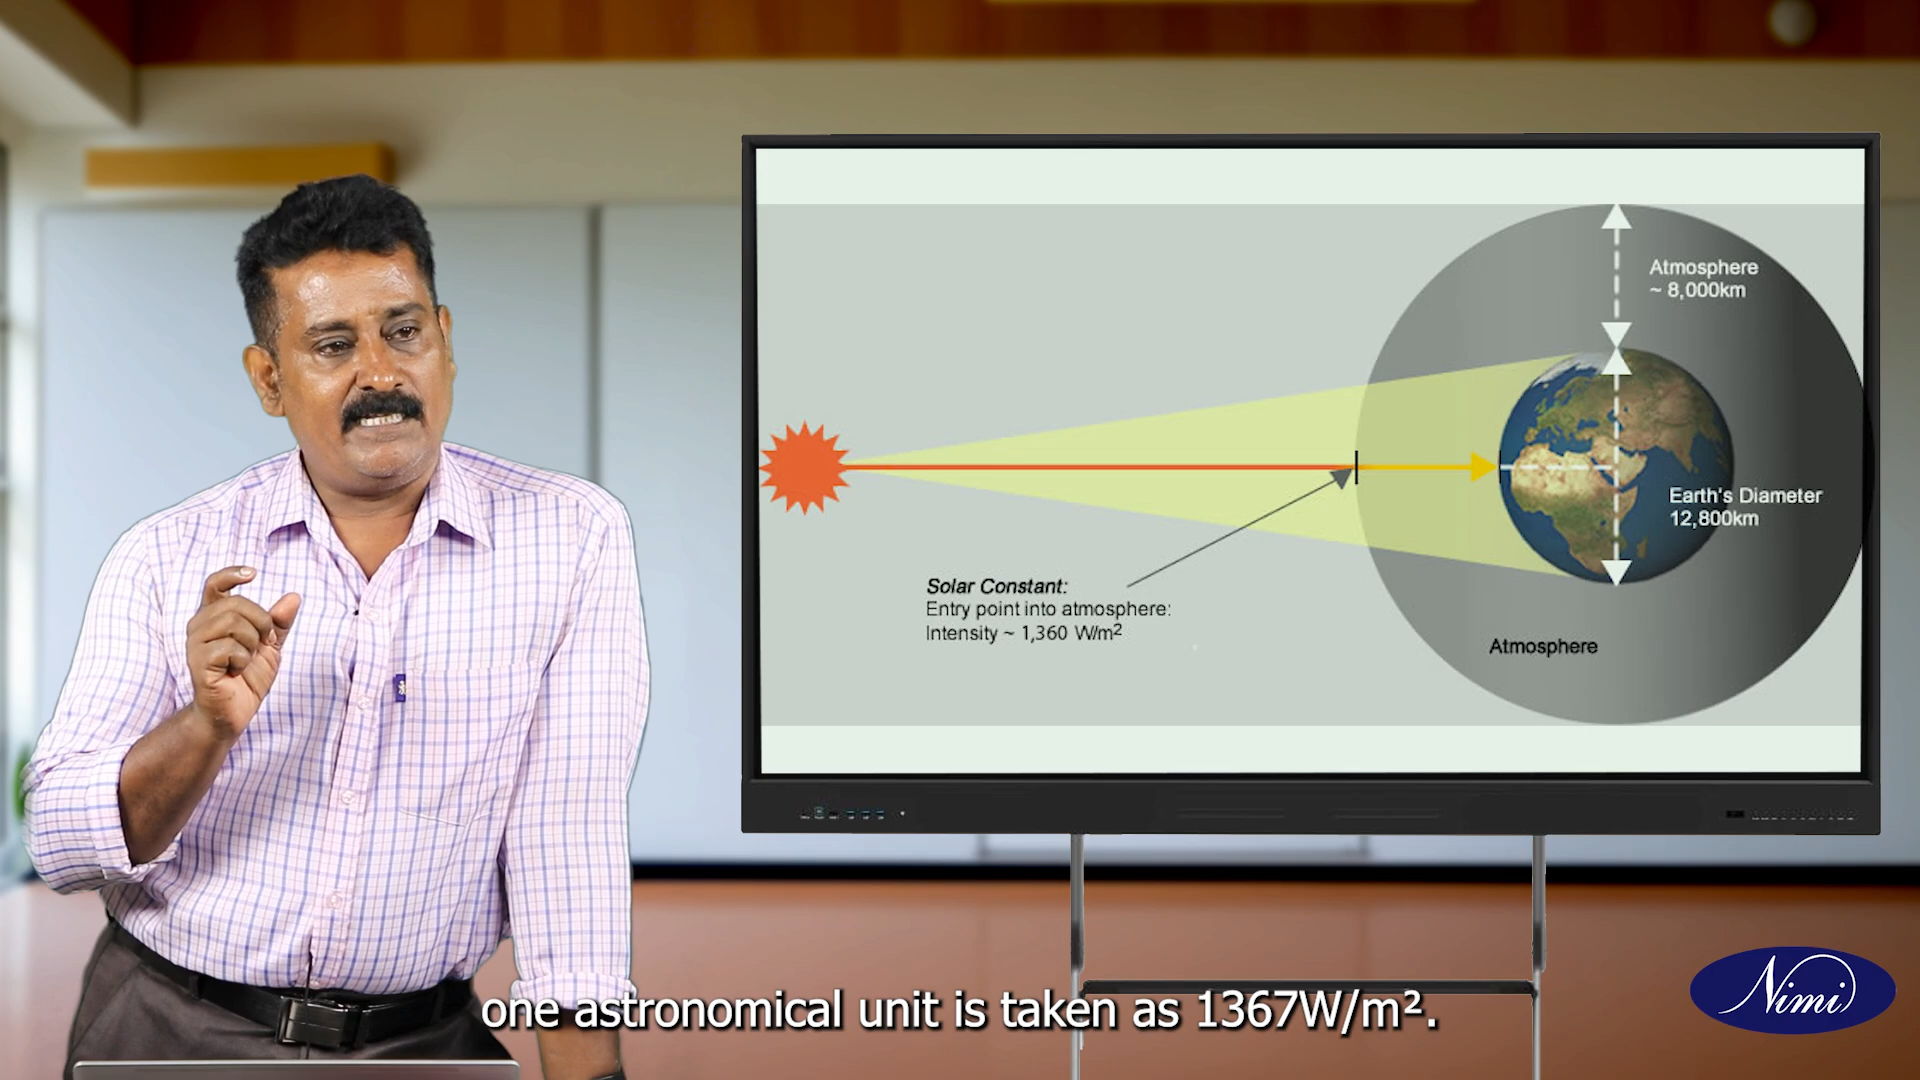 Atmosphere
~ 8,000km
Earth's Diameter
12,800km
Solar Constant:
Entry point into atmosphere:
Intensity ~ 1,360 W/m²
Atmosphere
one astronomical unit is taken as 1367W/m².
Nimi